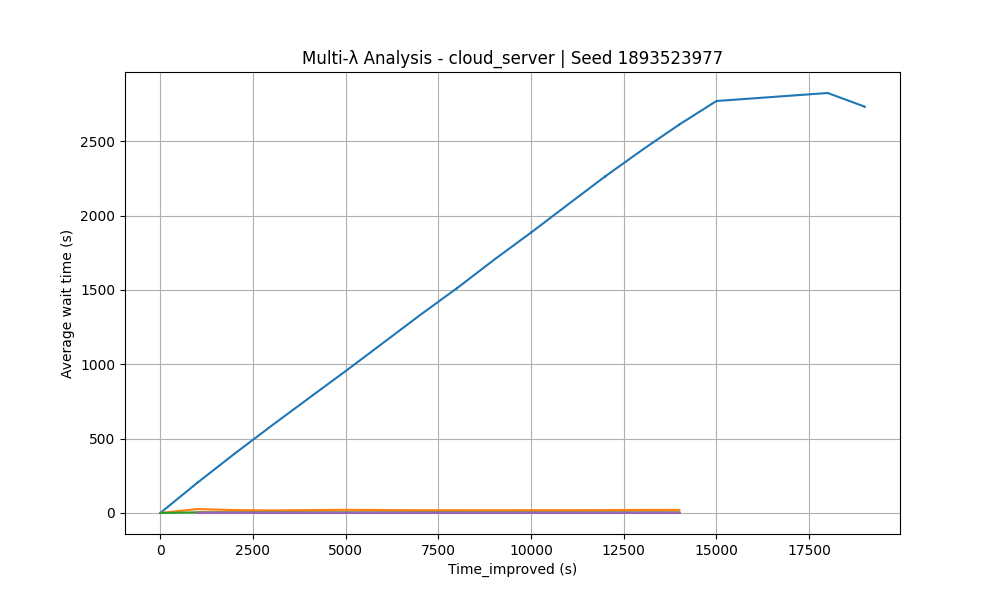 Multi-λ Analysis - cloud_server | Seed 1893523977
2500
2000
1500
1000
500
0
Average wait time (s)
0 2500 5000 7500 10000 12500 15000 17500
Time_improved (s)